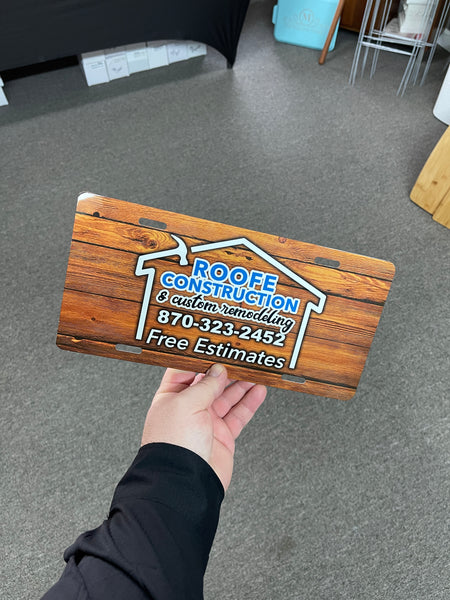 ROOFE
CONSTRUCTION
& custom remodeling
870-323-2452
Free Estimates